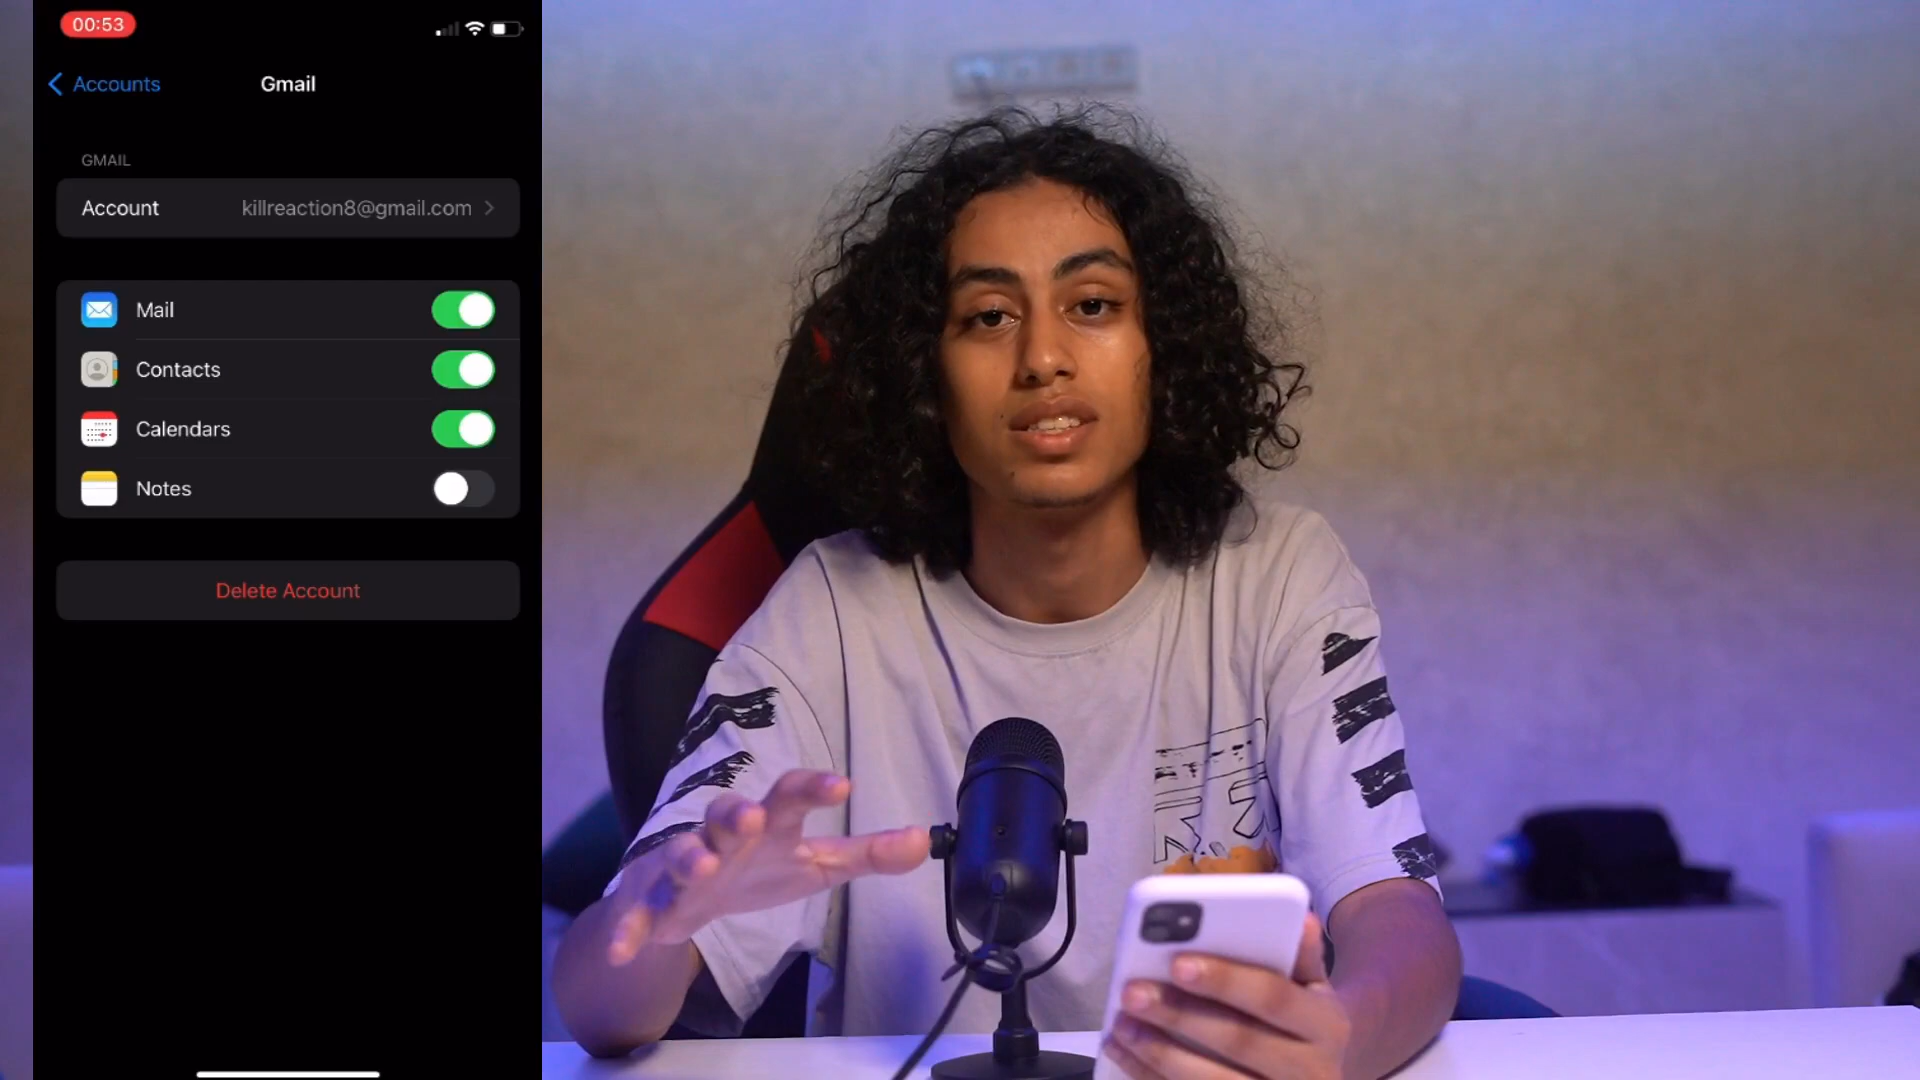 00:53
Accounts
Gmail
GMAIL
Account
killreaction8@gmail.com
Mail
Contacts
Calendars
Notes
Delete Account